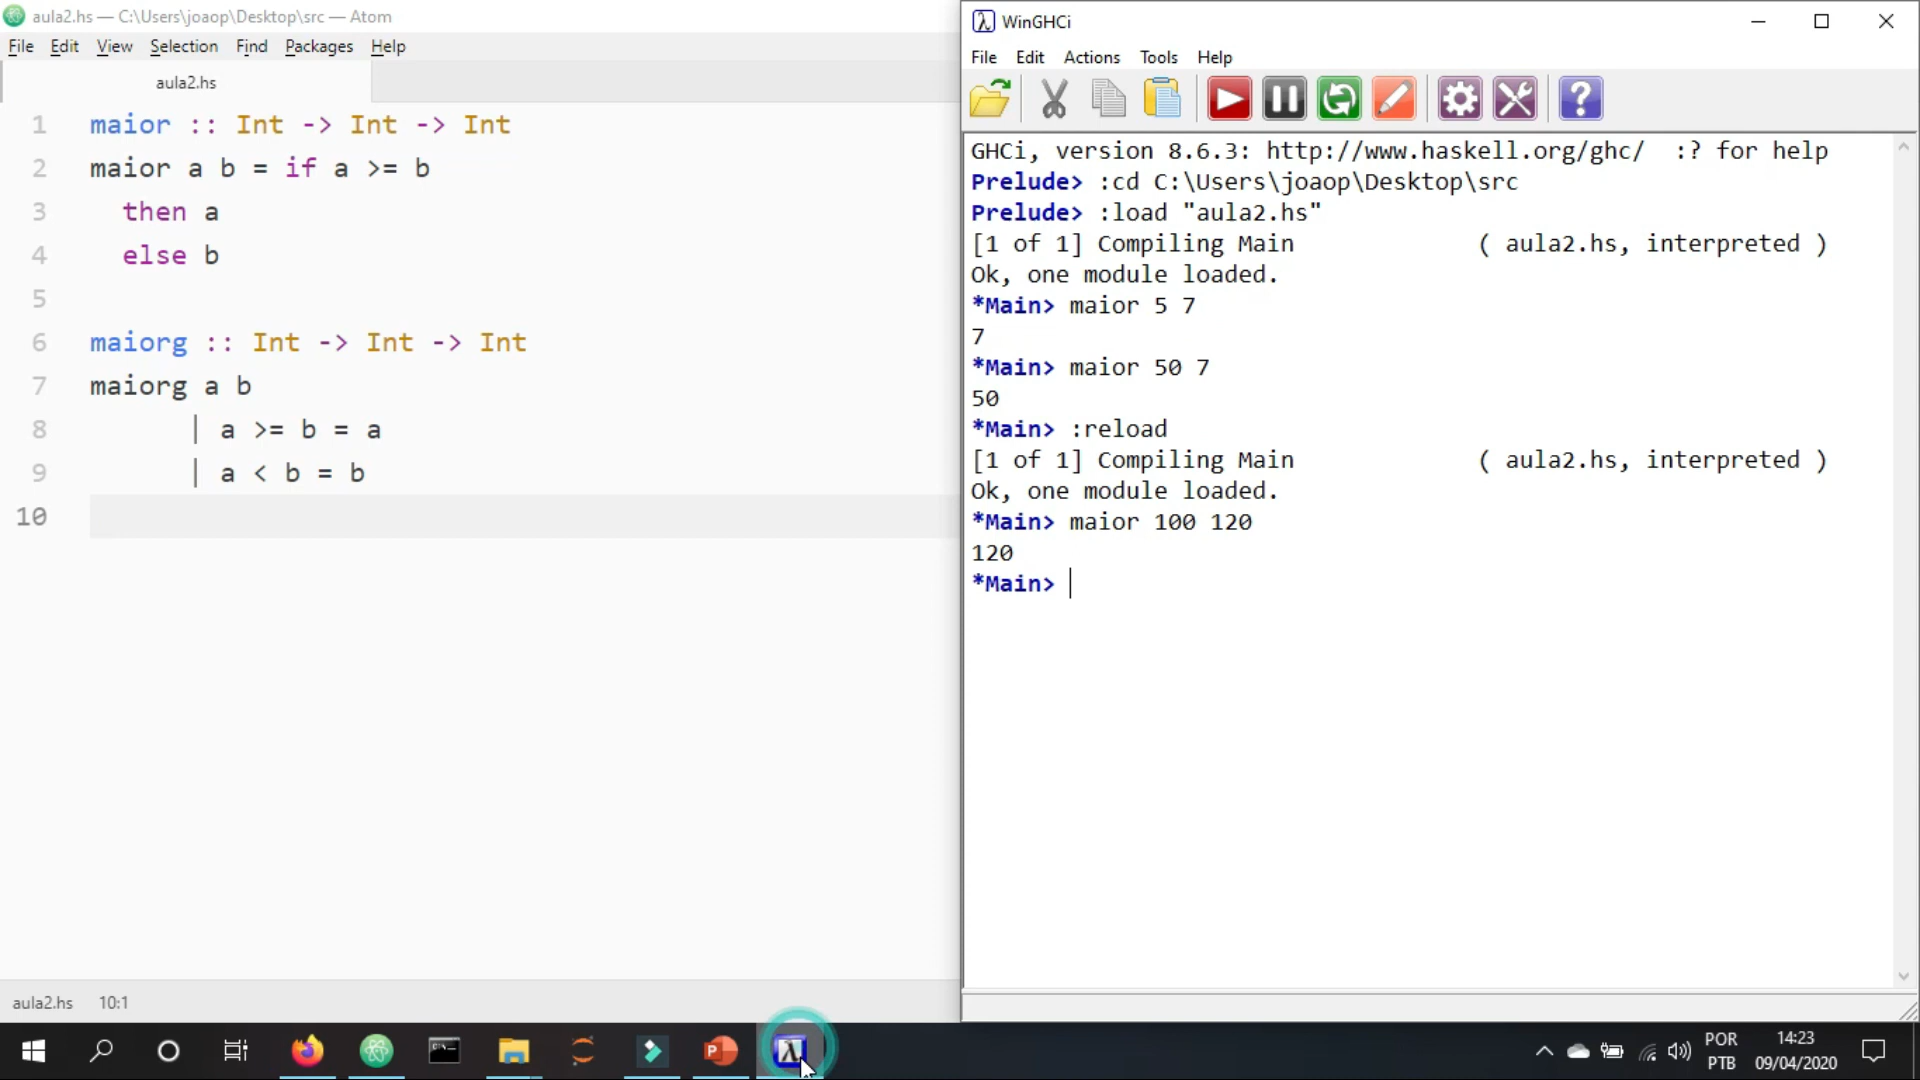 aula2.hs — C:\Users\joaop\Desktop\src — Atom
File Edit View Selection Find Packages Help
aula2.hs
1 maior :: Int -> Int -> Int
2 maior a b = if a >= b
3 then a
4 else b
5
6 maiorg :: Int -> Int -> Int
7 maiorg a b
8 | a >= b = a
9 | a < b = b
10
aula2.hs 10:1
WinGHCi
File Edit Actions Tools Help
GHCi, version 8.6.3: http://www.haskell.org/ghc/ :? for help
Prelude> :cd C:\Users\joaop\Desktop\src
Prelude> :load "aula2.hs"
[1 of 1] Compiling Main ( aula2.hs, interpreted )
Ok, one module loaded.
*Main> maior 5 7
7
*Main> maior 50 7
50
*Main> :reload
[1 of 1] Compiling Main ( aula2.hs, interpreted )
Ok, one module loaded.
*Main> maior 100 120
120
*Main>
POR
PTB
14:23
09/04/2020